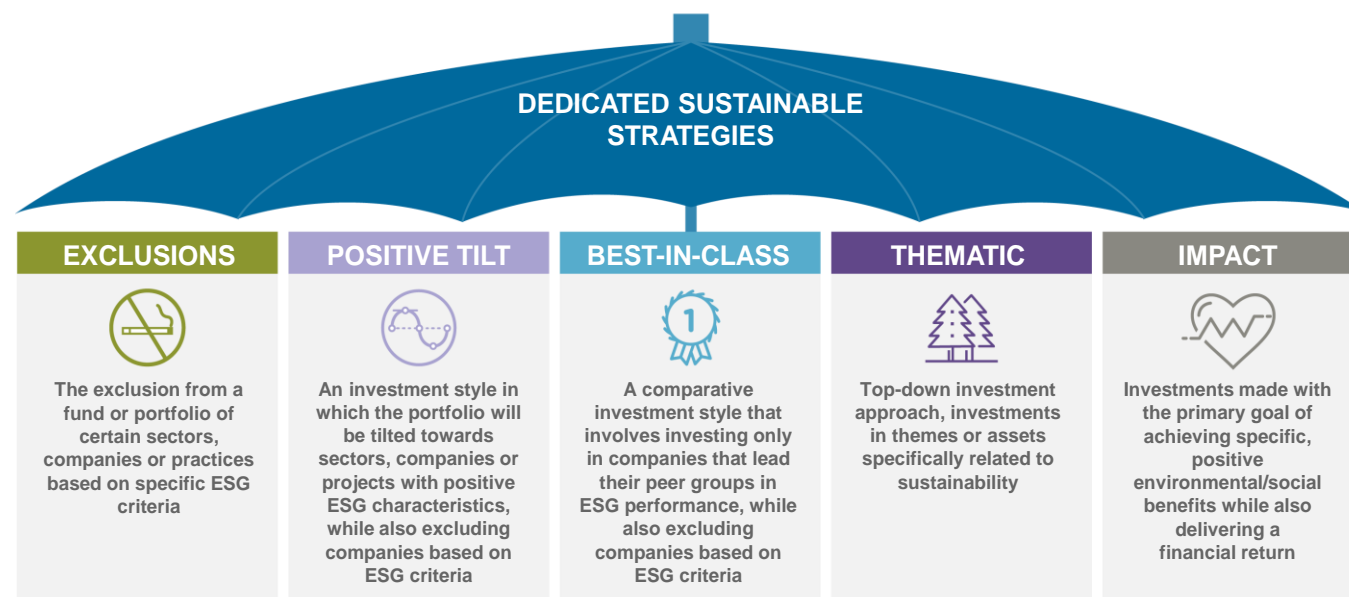 DEDICATED SUSTAINABLE
STRATEGIES
EXCLUSIONS
The exclusion from a
fund or portfolio of
certain sectors,
companies or practices
based on specific ESG
criteria
POSITIVE TILT
An investment style in
which the portfolio will
be tilted towards
sectors, companies or
projects with positive
ESG characteristics,
while also excluding
companies based on
ESG criteria
BEST-IN-CLASS
1
A comparative
investment style that
involves investing only
in companies that lead
their peer groups in
ESG performance, while
also excluding
companies based on
ESG criteria
THEMATIC
Top-down investment
approach, investments
in themes or assets
specifically related to
sustainability
IMPACT
Investments made with
the primary goal of
achieving specific,
positive
environmental/social
benefits while also
delivering a
financial return